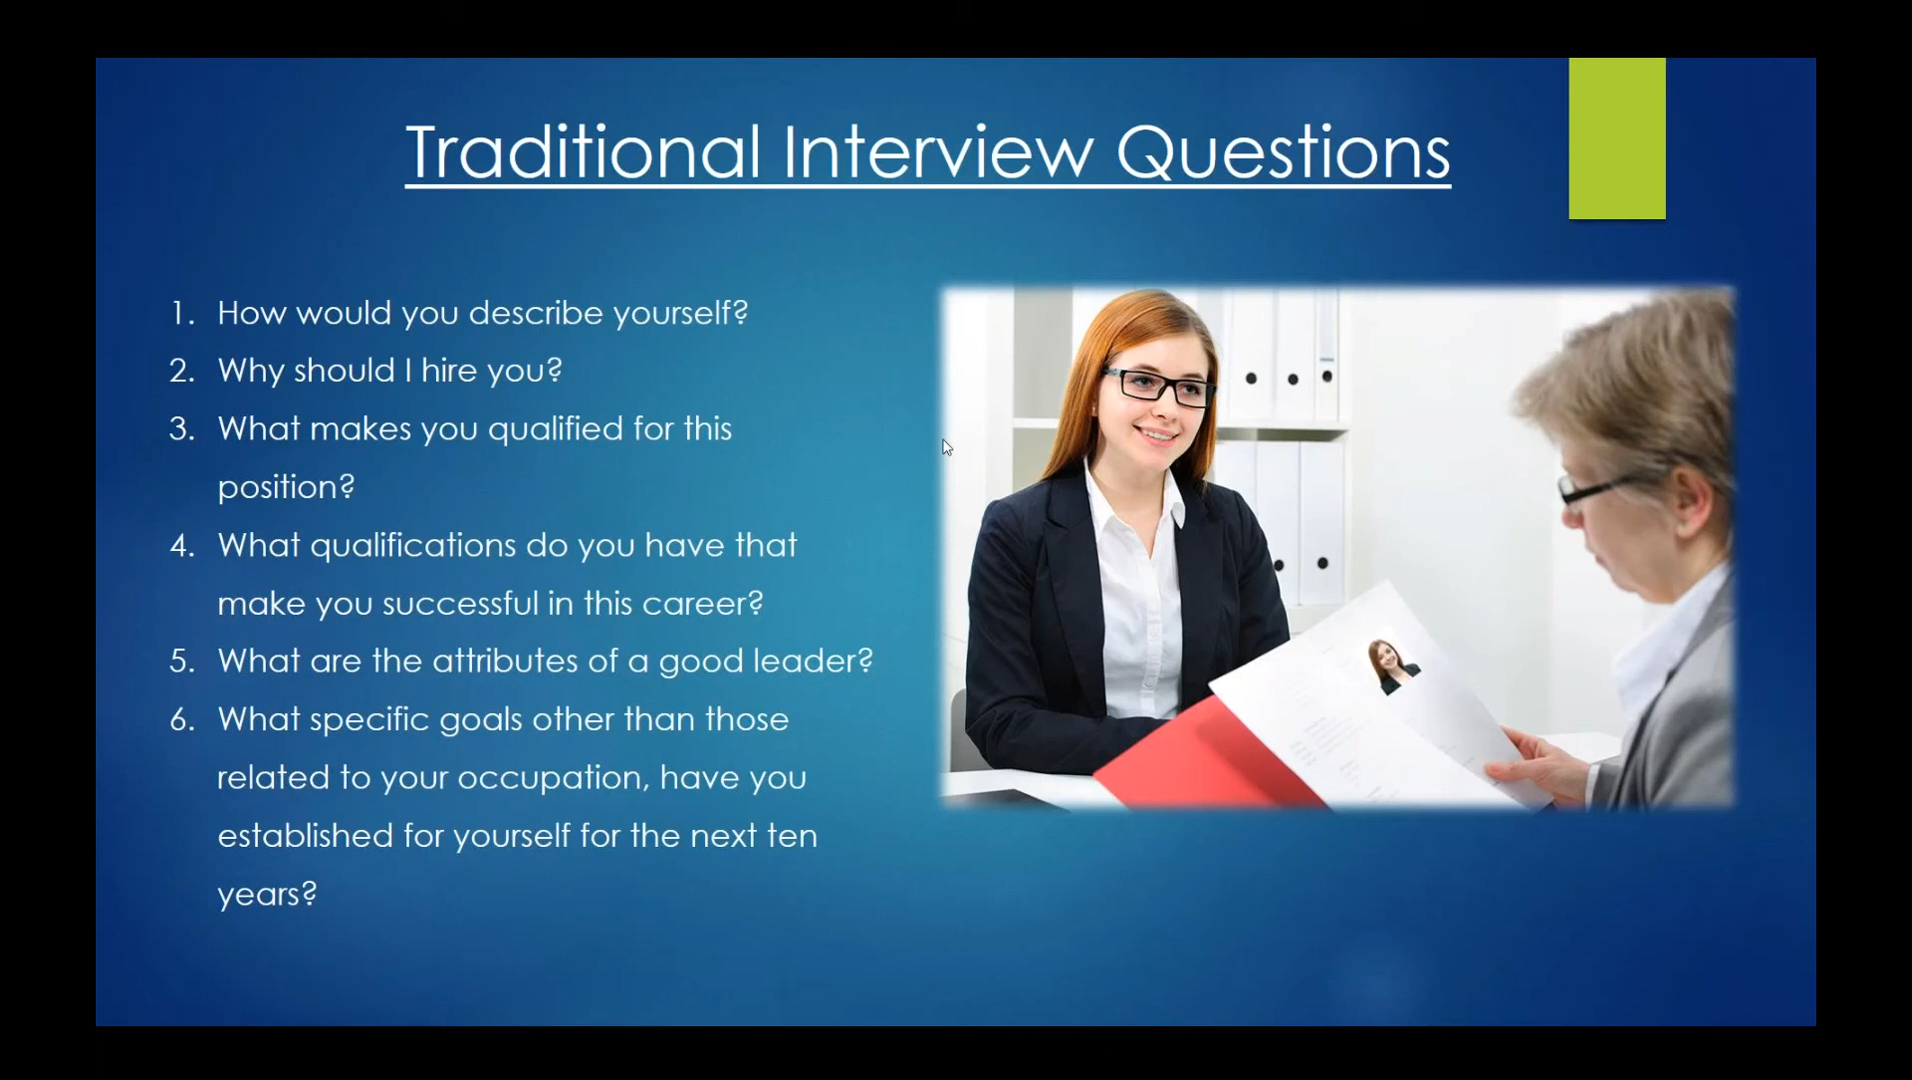 Traditional Interview Questions
1. How would you describe yourself?
2. Why should I hire you?
3. What makes you qualified for this
position?
4. What qualifications do you have that
make you successful in this career?
5. What are the attributes of a good leader?
6. What specific goals other than those
related to your occupation, have you
established for yourself for the next ten
years?